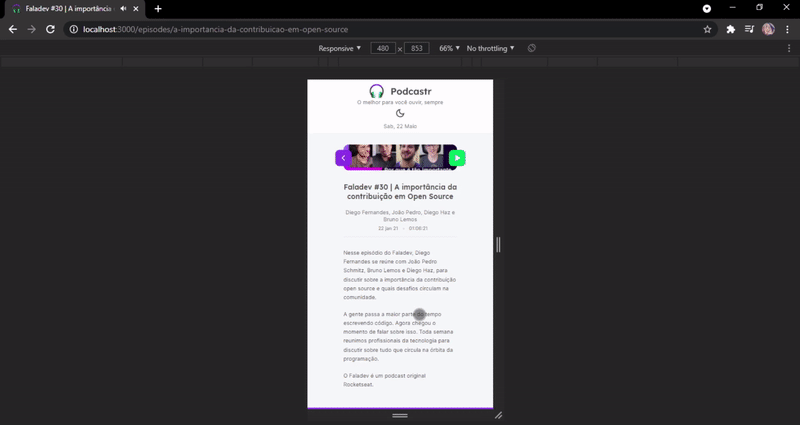 Faladev #30 | A importância
localhost:3000/episodes/a-importancia-da-contribuicao-em-open-source
Responsive
480 x 853
66%
No throttling
Podcastr
O melhor para você ouvir, sempre
Sab, 22 Maio
Faladev #30 | A importância da
contribuição em Open Source
Diego Fernandes, João Pedro, Diego Haz e
Bruno Lemos
22 jan 21
01:08:21
Nesse episódio do Faladev, Diego
Fernandes se reúne com João Pedro
Schmitz, Bruno Lemos e Diego Haz, para
discutir sobre a importância da contribuição
open source e quais desafios circulam na
comunidade.
A gente passa a maior parte do tempo
escrevendo código. Agora chegou o
momento de falar sobre isso. Toda semana
reunimos profissionais da tecnologia para
discutir sobre tudo que circula na órbita da
programação.
O Faladev é um podcast original
Rocketseat.